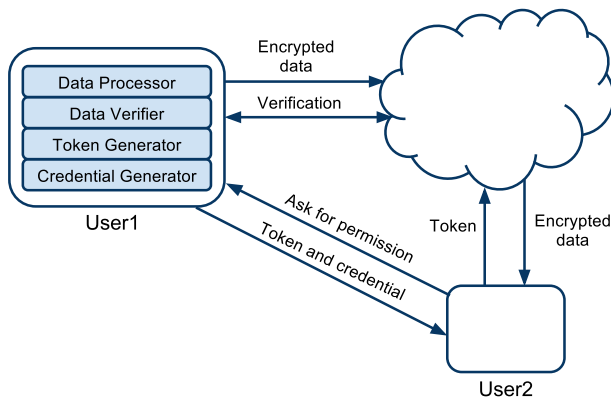 Encrypted
data
Data Processor
Verification
Data Verifier
Token Generator
Credential Generator
User1
Ask for permission
Token and credential
Token
Encrypted
data
User2